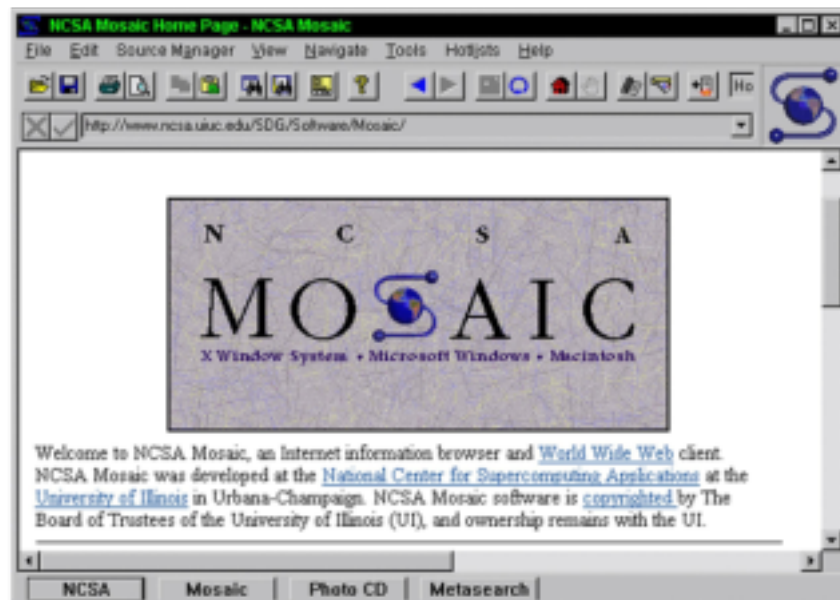 NCSA Mosaic Home Page - NCSA Mosaic
File Edit Source Manager View Navigate Tools Hotlists Help
Ho
http://www.ncsa.uiuc.edu/SDG/Software/Mosaic/
N C S A
MOSAIC
X Window System • Microsoft Windows • Macintosh
Welcome to NCSA Mosaic, an Internet information browser and World Wide Web client.
NCSA Mosaic was developed at the National Center for Supercomputing Applications at the
University of Illinois in Urbana-Champaign. NCSA Mosaic software is copyrighted by The
Board of Trustees of the University of Illinois (UI), and ownership remains with the UI.
NCSA Mosaic Photo CD Metasearch